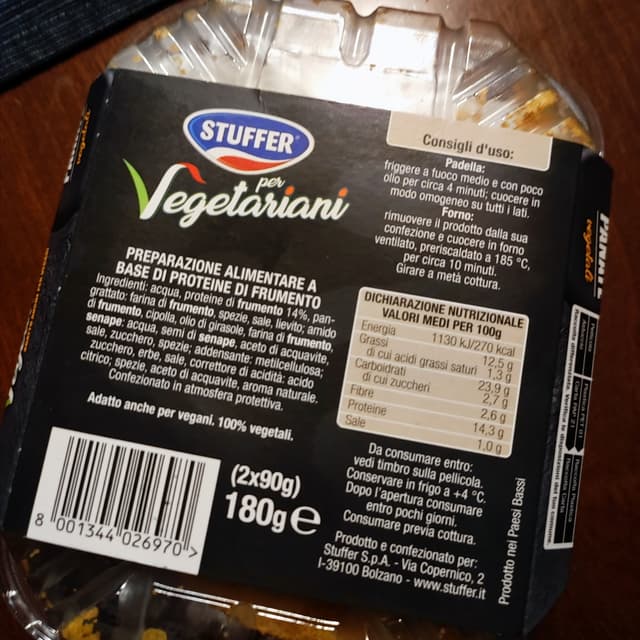 STUFFER
per
Vegetariani
PREPARAZIONE ALIMENTARE A
BASE DI PROTEINE DI FRUMENTO
Ingredienti: acqua, proteine di frumento 14%, pan-
grattato: farina di frumento, spezie, sale, lievito; amido
di frumento, cipolla, olio di girasole, farina di frumento,
senape: acqua, semi di senape, aceto di acquavite,
sale, zucchero, spezie; addensante: metilcellulosa;
zucchero, erbe, sale, correttore di acidità: acido
citrico; spezie, aceto di acquavite, aroma naturale.
Confezionato in atmosfera protettiva.
Adatto anche per vegani. 100% vegetali.
8 001344 026970 >
(2x90g)
180g e
Consigli d'uso:
Padella:
friggere a fuoco medio e con poco
olio per circa 4 minuti; cuocere in
modo omogeneo su tutti i lati.
Forno:
rimuovere il prodotto dalla sua
confezione e cuocere in forno
ventilato, preriscaldato a 185 °C,
per circa 10 minuti.
Girare a metà cottura.
DICHIARAZIONE NUTRIZIONALE
VALORI MEDI PER 100g
Energia 1130 kJ/270 kcal
Grassi 12,5 g
di cui acidi grassi saturi 1,3 g
Carboidrati 23,9 g
di cui zuccheri 2,7 g
Fibre 2,6 g
Proteine 14,3 g
Sale 1,0 g
Da consumare entro:
vedi timbro sulla pellicola.
Conservare in frigo a +4 °C.
Dopo l'apertura consumare
entro pochi giorni.
Consumare previa cottura.
Prodotto e confezionato per:
Stuffer S.p.A. - Via Copernico, 2
I-39100 Bolzano - www.stuffer.it
Prodotto nei Paesi Bassi